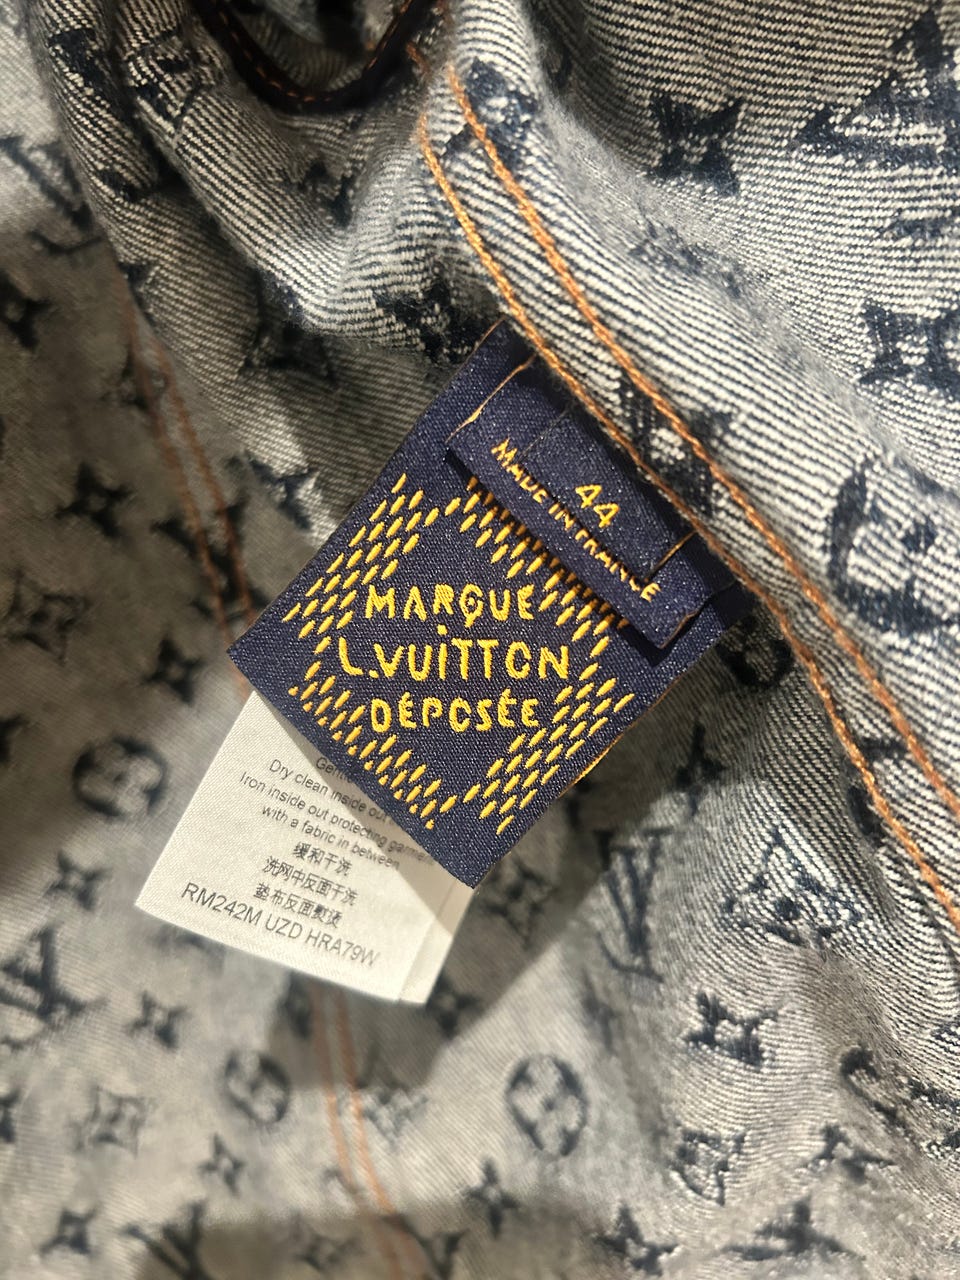 44
MADE IN FRANCE
MARQUE
L.VUITTON
DÉPOSÉE
Dry clean inside out
Iron inside out protecting garment
with a fabric in between
缓和干洗
洗网中反面干洗
垫布反面熨烫
RM242M UZD HRA79W